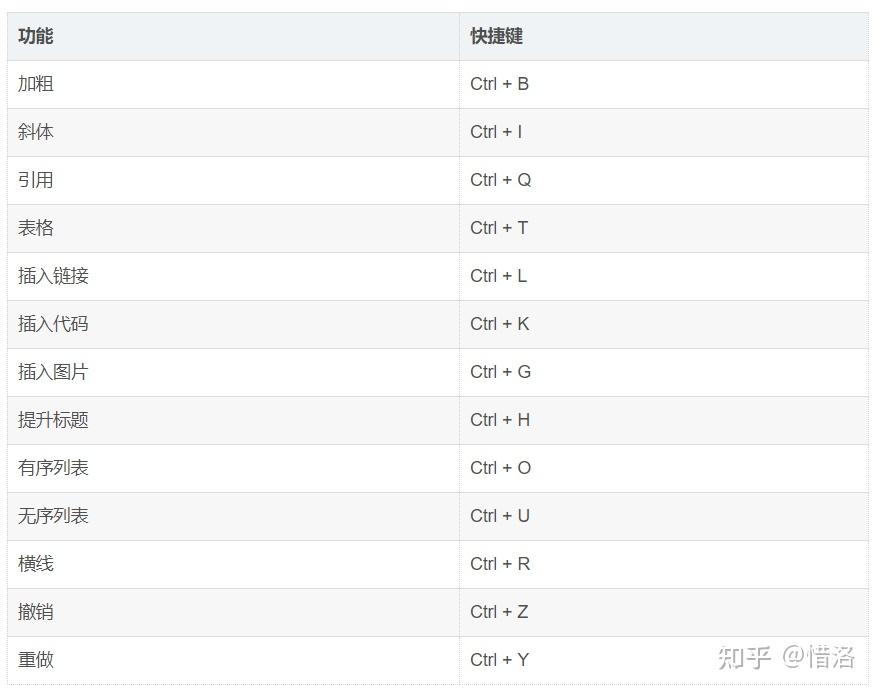 功能 快捷键
加粗 Ctrl + B
斜体 Ctrl + I
引用 Ctrl + Q
表格 Ctrl + T
插入链接 Ctrl + L
插入代码 Ctrl + K
插入图片 Ctrl + G
提升标题 Ctrl + H
有序列表 Ctrl + O
无序列表 Ctrl + U
横线 Ctrl + R
撤销 Ctrl + Z
重做 Ctrl + Y
知乎 @惜洛